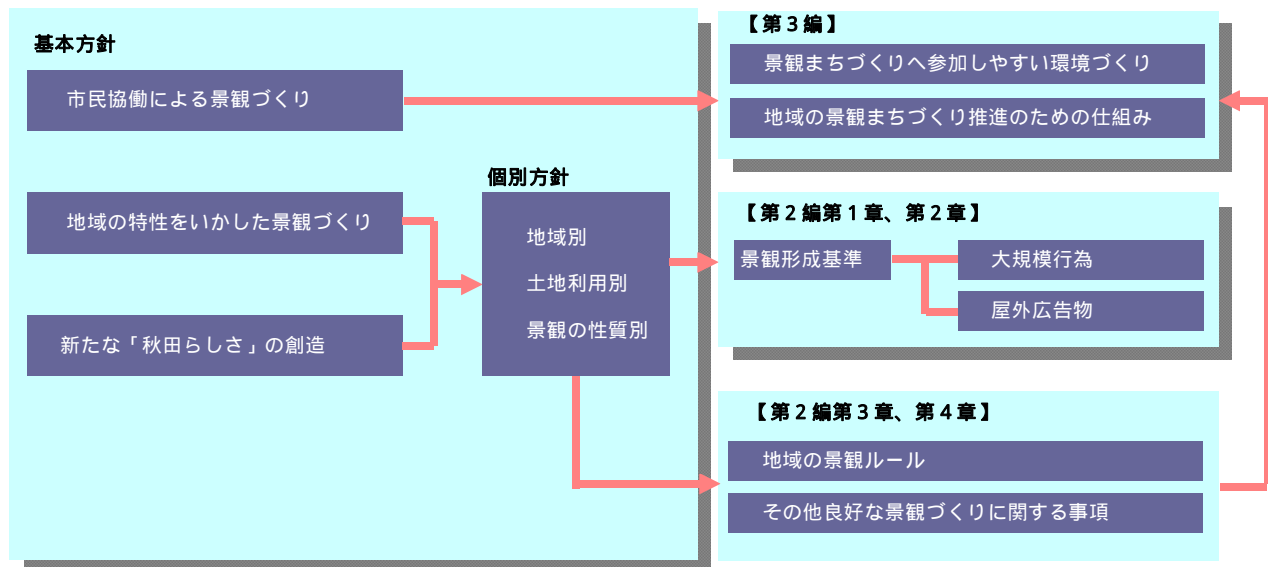 基本方針
市民協働による景観づくり
地域の特性をいかした景観づくり
新たな「秋田らしさ」の創造
個別方針
地域別
土地利用別
景観の性質別
【第3編】
景観まちづくりへ参加しやすい環境づくり
地域の景観まちづくり推進のための仕組み
【第2編第1章、第2章】
景観形成基準
大規模行為
屋外広告物
【第2編第3章、第4章】
地域の景観ルール
その他良好な景観づくりに関する事項